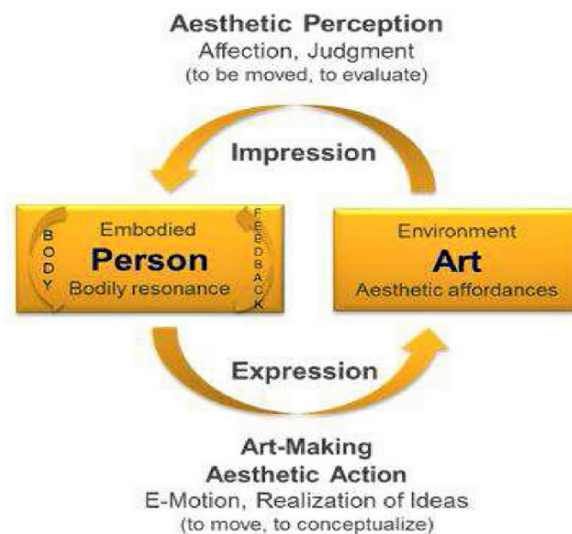 Aesthetic Perception
Affection, Judgment
(to be moved, to evaluate)
Impression
BODY
Embodied
Person
Bodily resonance
FEEDBACK
Environment
Art
Aesthetic affordances
Expression
Art-Making
Aesthetic Action
E-Motion, Realization of Ideas
(to move, to conceptualize)